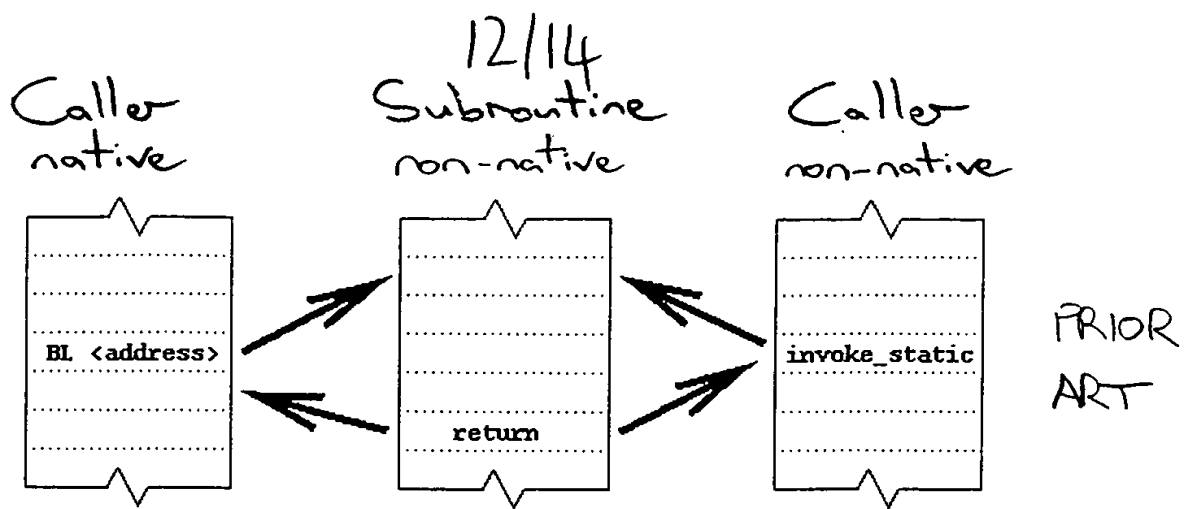 12/14
Caller
native
Subroutine
non-native
Caller
non-native
BL <address>
return
invoke_static
PRIOR
ART